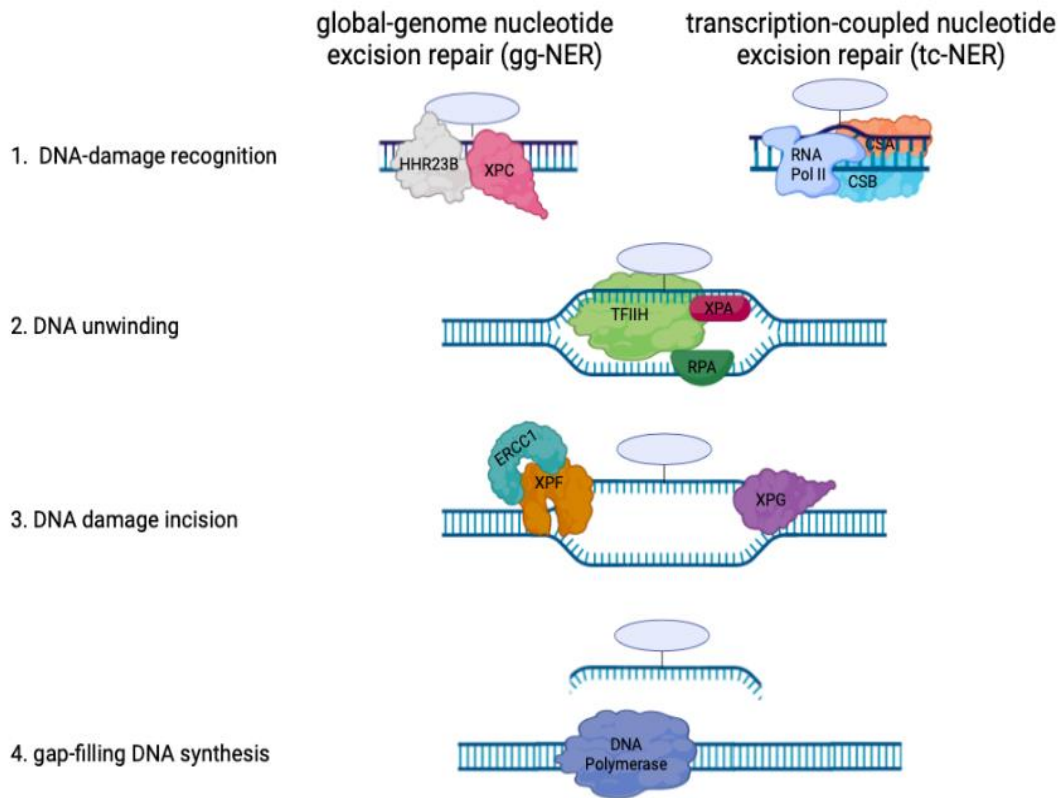 global-genome nucleotide
excision repair (gg-NER)
transcription-coupled nucleotide
excision repair (tc-NER)
1. DNA-damage recognition
HHR23B
XPC
RNA
Pol II
CSA
CSB
2. DNA unwinding
TFIIH
XPA
RPA
3. DNA damage incision
ERCC1
XPF
XPG
4. gap-filling DNA synthesis
DNA
Polymerase